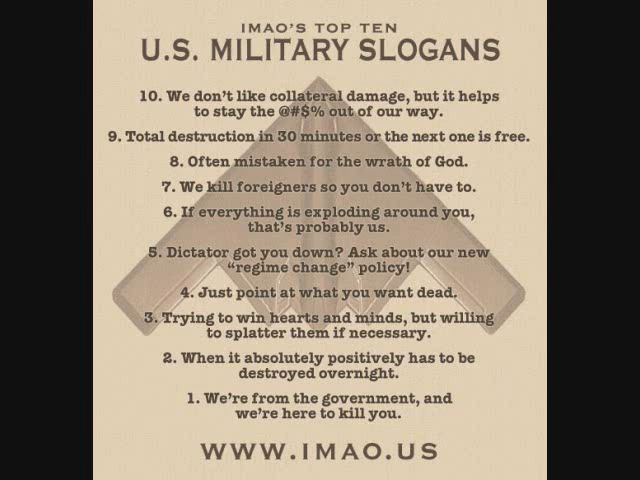 IMAO'S TOP TEN
U.S. MILITARY SLOGANS
10. We don't like collateral damage, but it helps
to stay the @#$% out of our way.
9. Total destruction in 30 minutes or the next one is free.
8. Often mistaken for the wrath of God.
7. We kill foreigners so you don't have to.
6. If everything is exploding around you,
that's probably us.
5. Dictator got you down? Ask about our new
"regime change" policy!
4. Just point at what you want dead.
3. Trying to win hearts and minds, but willing
to splatter them if necessary.
2. When it absolutely positively has to be
destroyed overnight.
1. We're from the government, and
we're here to kill you.
WWW.IMAO.US